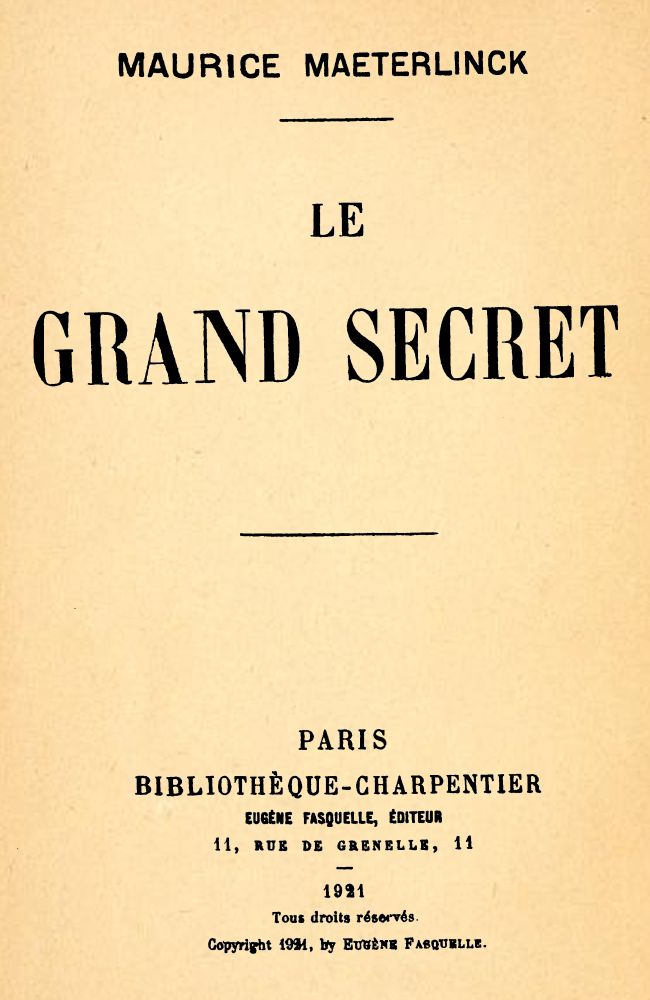 MAURICE MAETERLINCK
LE
GRAND SECRET
PARIS
BIBLIOTHÈQUE-CHARPENTIER
EUGÈNE FASQUELLE, ÉDITEUR
11, RUE DE GRENELLE, 11
1921
Tous droits réservés.
Copyright 1921, by EUGÈNE FASQUELLE.